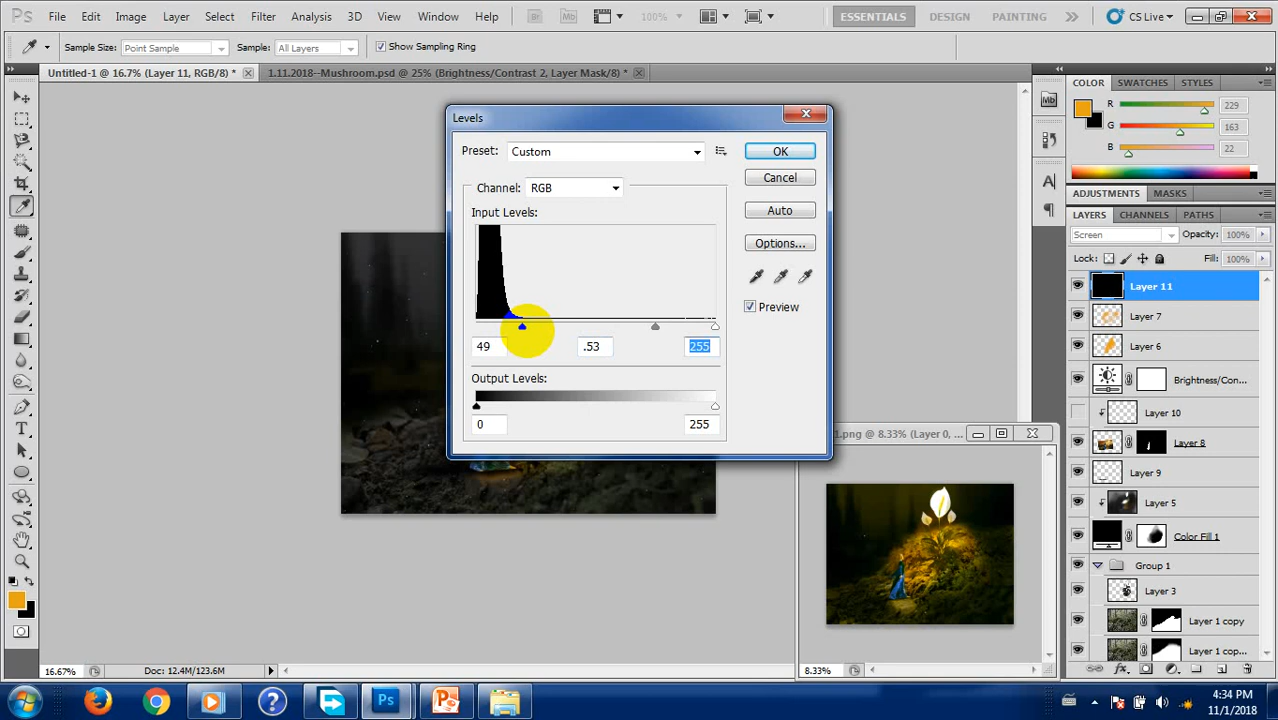 Ps File Edit Image Layer Select Filter Analysis 3D View Window Help Br Mb 100% ESSENTIALS DESIGN PAINTING CS Live
Sample Size: Point Sample Sample: All Layers Show Sampling Ring
Untitled-1 @ 16.7% (Layer 11, RGB/8) * 1.11.2018--Mushroom.psd @ 25% (Brightness/Contrast 2, Layer Mask/8) *
COLOR SWATCHES STYLES
R 229
G 163
B 22
Mb
ADJUSTMENTS MASKS
LAYERS CHANNELS PATHS
Screen Opacity: 100%
Lock: Fill: 100%
Layer 11
Layer 7
Layer 6
Brightness/Con...
Layer 10
Layer 8
Layer 9
Layer 5
Color Fill 1
Group 1
Layer 3
Layer 1 copy
Layer 1 cop...
Levels
Preset: Custom OK
Cancel
Channel: RGB
Auto
Input Levels:
Options...
Preview
49 .53 255
Output Levels:
0 255
1.png @ 8.33% (Layer 0, ...
8.33%
16.67% Doc: 12.4M/123.6M
Ps
4:34 PM
11/1/2018